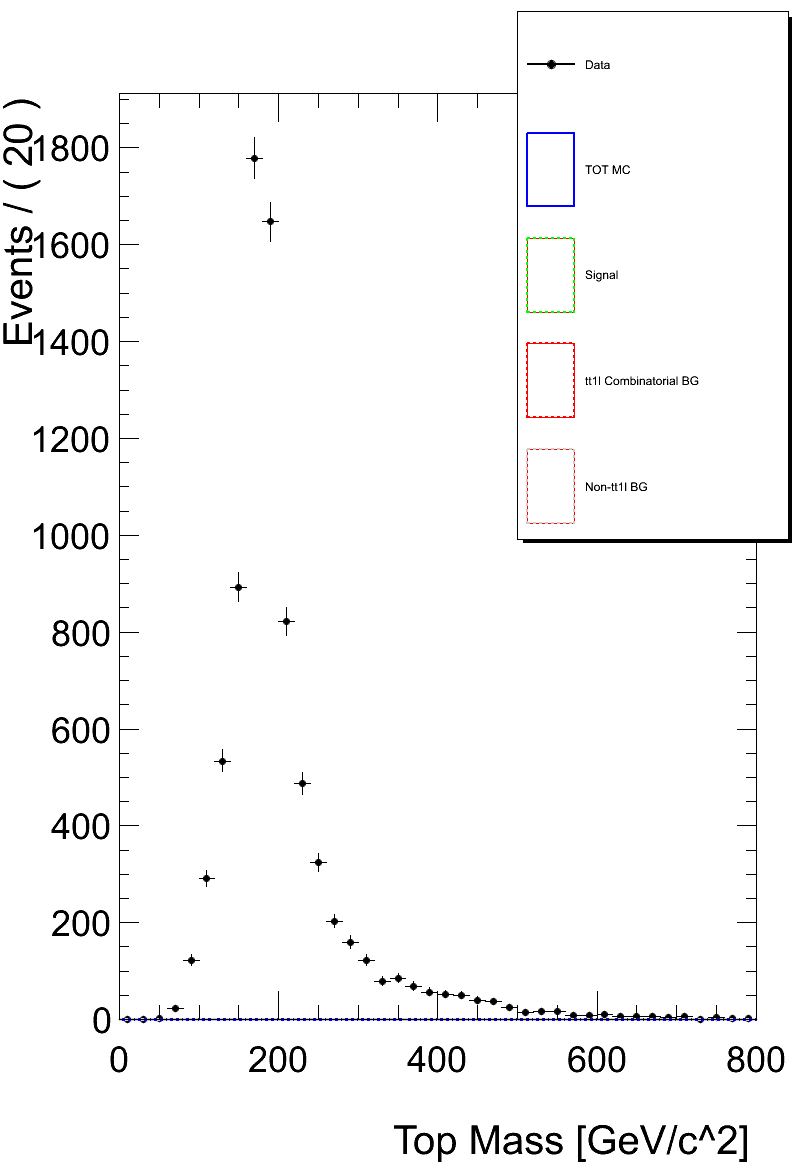 Data
TOT MC
Signal
tt1l Combinatorial BG
Non-tt1l BG
Events / ( 20 )
1800
1600
1400
1200
1000
800
600
400
200
0
0 200 400 600 800
Top Mass [GeV/c^2]